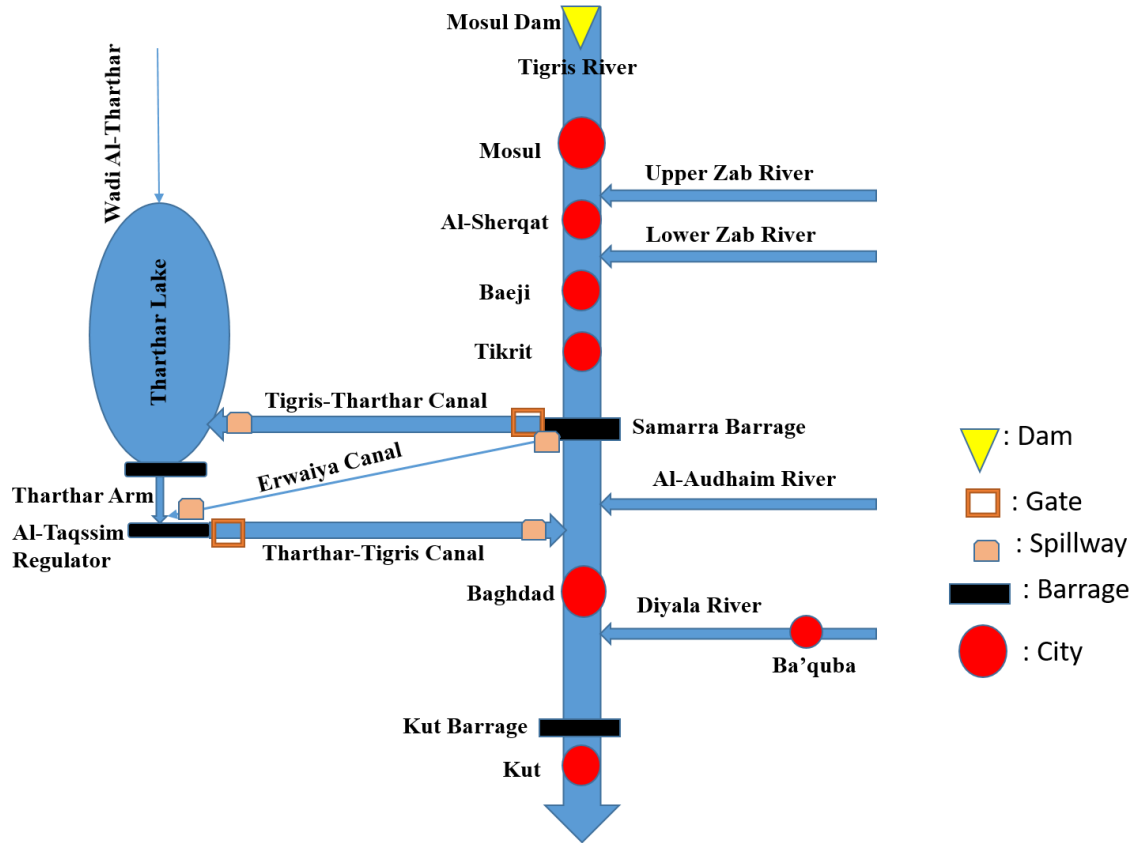 Mosul Dam
Tigris River
Wadi Al-Tharthar
Mosul
Upper Zab River
Al-Sherqat
Lower Zab River
Baeji
Tharthar Lake
Tikrit
Tigris-Tharthar Canal
Samarra Barrage
: Dam
Erwaiya Canal
Al-Audhaim River
Tharthar Arm
: Gate
Al-Taqssim
Regulator
Tharthar-Tigris Canal
: Spillway
Baghdad
Diyala River
: Barrage
: City
Ba’quba
Kut Barrage
Kut